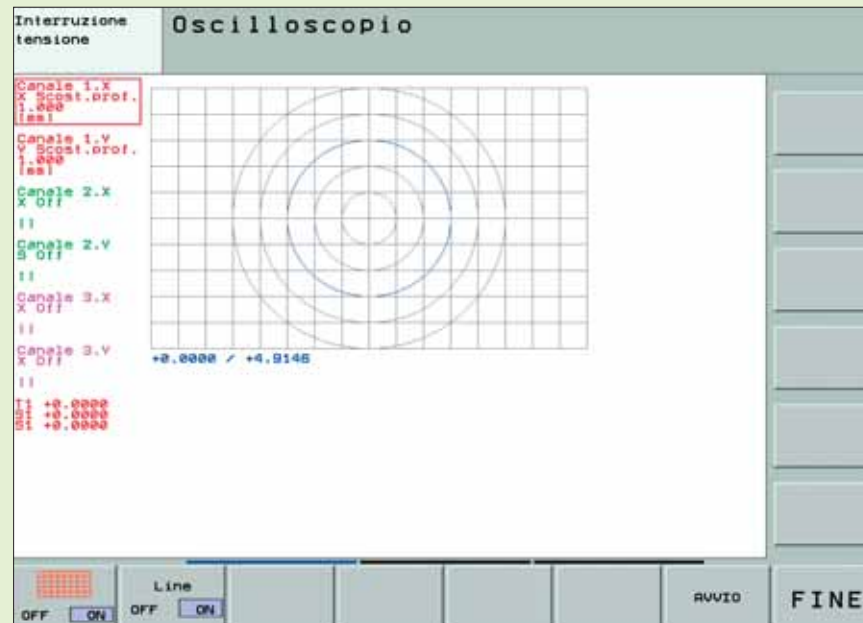 Interruzione
tensione
Oscilloscopio
Canale 1.X
X Scost.prof.
1.000
[mm]
Canale 1.Y
Y Scost.prof.
1.000
[mm]
Canale 2.X
X Off
[]
Canale 2.Y
S Off
[]
Canale 3.X
X Off
[]
Canale 3.Y
X Off
[]
T1 +0.0000
S1 +0.0000
S1 +0.0000
+0.0000 / +4.9146
OFF ON
Line
OFF ON
AVVIO
FINE